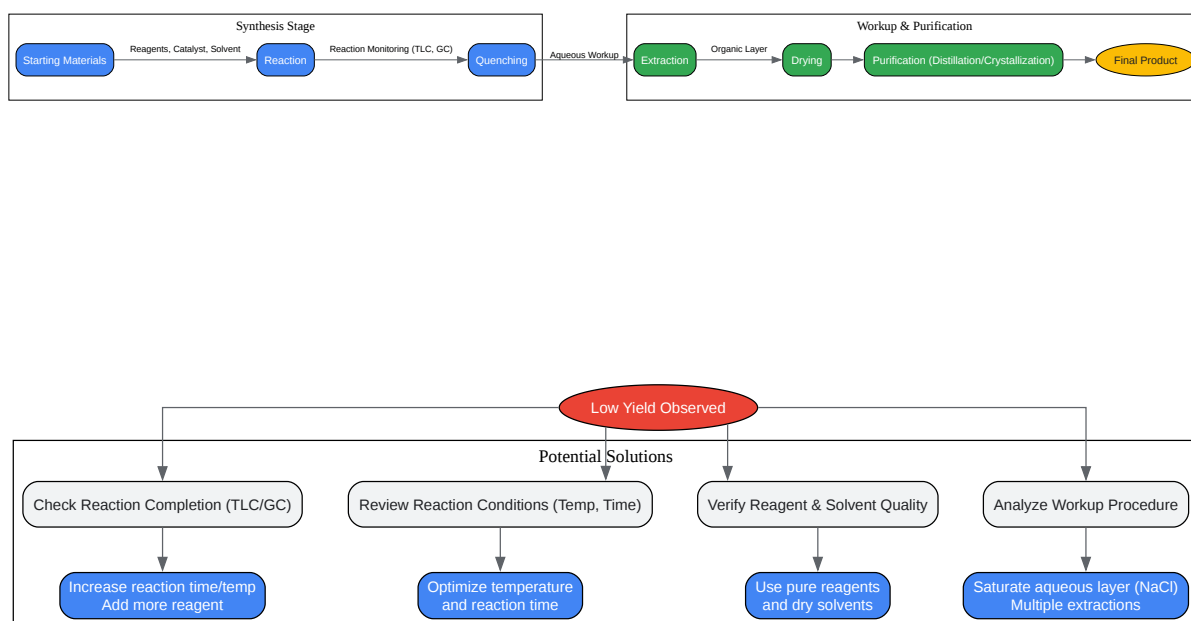 Synthesis Stage
Workup & Purification
Starting Materials
Reagents, Catalyst, Solvent
Reaction
Reaction Monitoring (TLC, GC)
Quenching
Aqueous Workup
Extraction
Organic Layer
Drying
Purification (Distillation/Crystallization)
Final Product
Low Yield Observed
Potential Solutions
Check Reaction Completion (TLC/GC)
Review Reaction Conditions (Temp, Time)
Verify Reagent & Solvent Quality
Analyze Workup Procedure
Increase reaction time/temp
Add more reagent
Optimize temperature
and reaction time
Use pure reagents
and dry solvents
Saturate aqueous layer (NaCl)
Multiple extractions